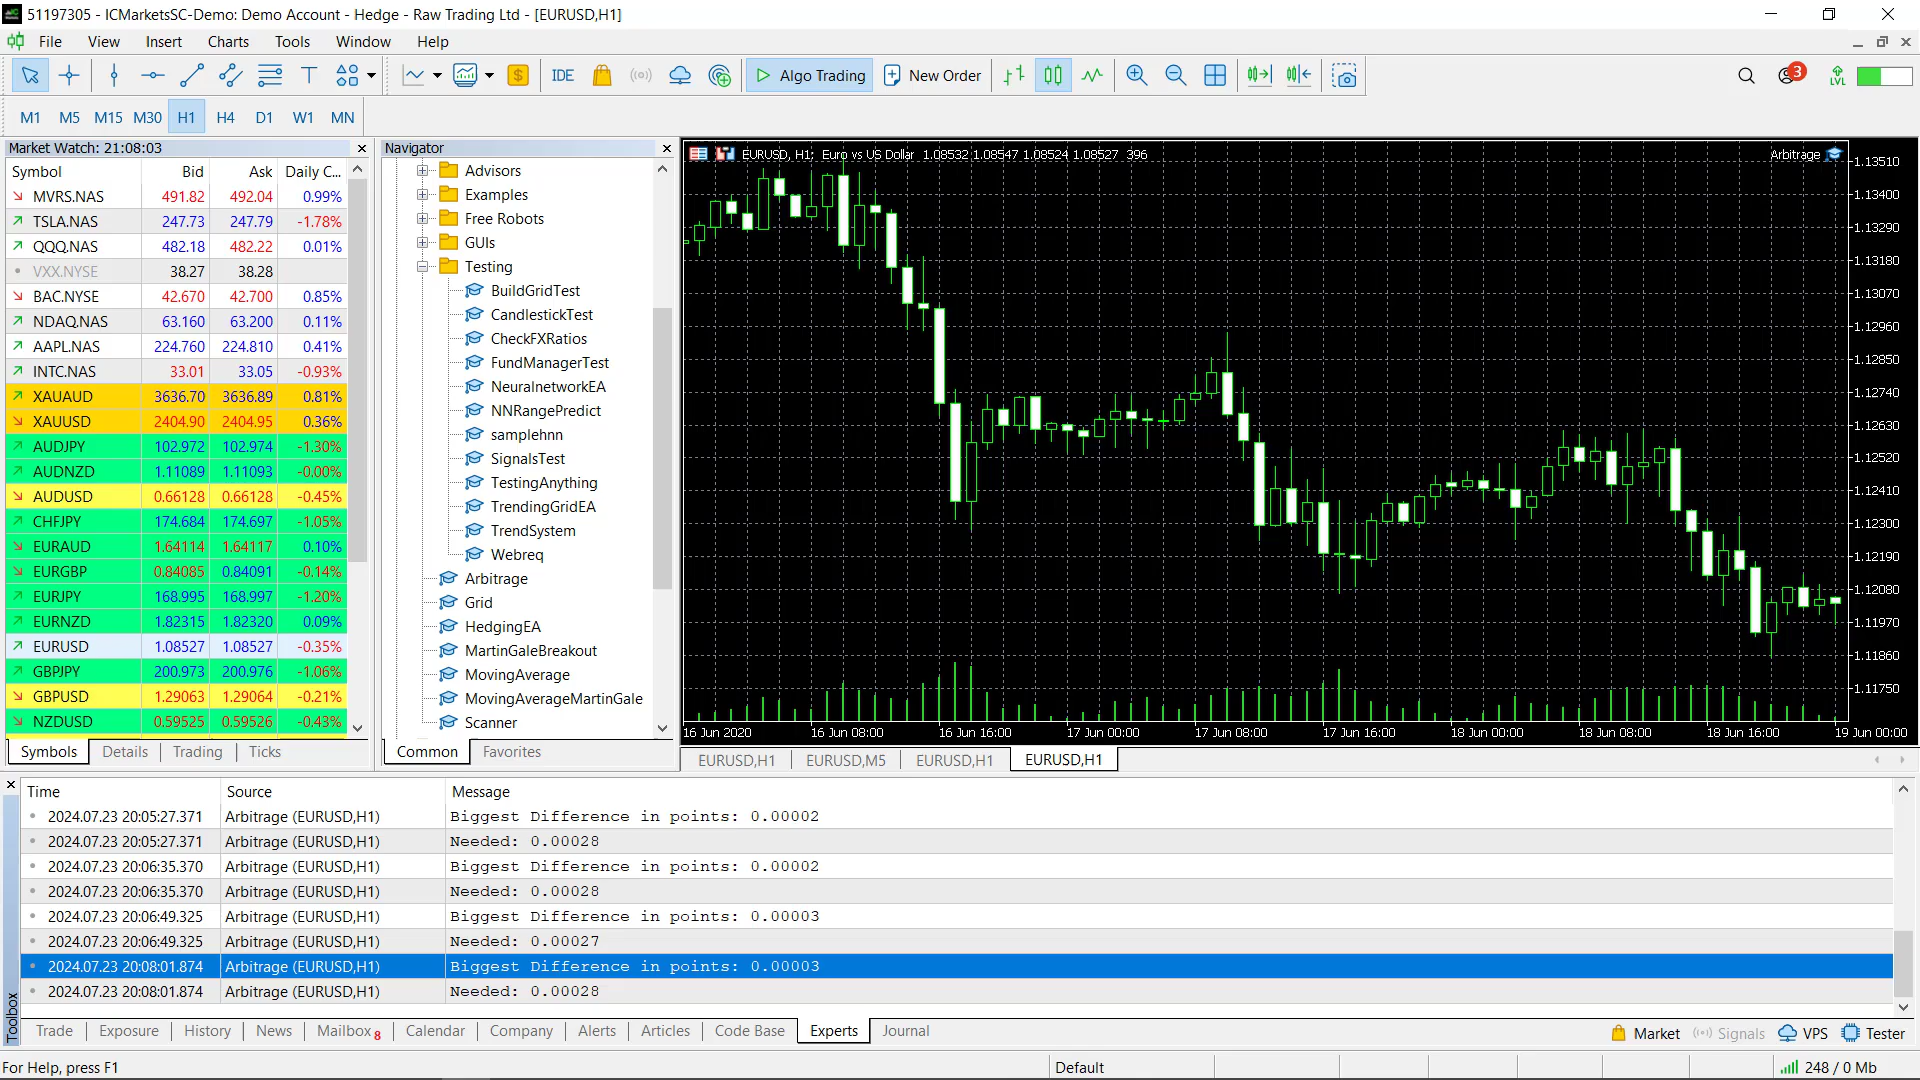 51197305 - ICMarketsSC-Demo: Demo Account - Hedge - Raw Trading Ltd - [EURUSD,H1]
File View Insert Charts Tools Window Help
IDE Algo Trading New Order 3 LVL
M1 M5 M15 M30 H1 H4 D1 W1 MN
Market Watch: 21:08:03
Symbol Bid Ask Daily C...
MVRS.NAS 491.82 492.04 0.99%
TSLA.NAS 247.73 247.79 -1.78%
QQQ.NAS 482.18 482.22 0.01%
VXX.NYSE 38.27 38.28
BAC.NYSE 42.670 42.700 0.85%
NDAQ.NAS 63.160 63.200 0.11%
AAPL.NAS 224.760 224.810 0.41%
INTC.NAS 33.01 33.05 -0.93%
XAUAUD 3636.70 3636.89 0.81%
XAUUSD 2404.90 2404.95 0.36%
AUDJPY 102.972 102.974 -1.30%
AUDNZD 1.11089 1.11093 -0.00%
AUDUSD 0.66128 0.66128 -0.45%
CHFJPY 174.684 174.697 -1.05%
EURAUD 1.64114 1.64117 0.10%
EURGBP 0.84085 0.84091 -0.14%
EURJPY 168.995 168.997 -1.20%
EURNZD 1.82315 1.82320 0.09%
EURUSD 1.08527 1.08527 -0.35%
GBPJPY 200.973 200.976 -1.06%
GBPUSD 1.29063 1.29064 -0.21%
NZDUSD 0.59525 0.59526 -0.43%
Symbols Details Trading Ticks
Navigator
Advisors
Examples
Free Robots
GUIs
Testing
BuildGridTest
CandlestickTest
CheckFXRatios
FundManagerTest
NeuralnetworkEA
NNRangePredict
samplehnn
SignalsTest
TestingAnything
TrendingGridEA
TrendSystem
Webreq
Arbitrage
Grid
HedgingEA
MartinGaleBreakout
MovingAverage
MovingAverageMartinGale
Scanner
Common Favorites
EURUSD, H1: Euro vs US Dollar 1.08532 1.08547 1.08524 1.08527 396
Arbitrage
1.13510
1.13400
1.13290
1.13180
1.13070
1.12960
1.12850
1.12740
1.12630
1.12520
1.12410
1.12300
1.12190
1.12080
1.11970
1.11860
1.11750
16 Jun 2020 16 Jun 08:00 16 Jun 16:00 17 Jun 00:00 17 Jun 08:00 17 Jun 16:00 18 Jun 00:00 18 Jun 08:00 18 Jun 16:00 19 Jun 00:00
EURUSD,H1 EURUSD,M5 EURUSD,H1 EURUSD,H1
Time Source Message
2024.07.23 20:05:27.371 Arbitrage (EURUSD,H1) Biggest Difference in points: 0.00002
2024.07.23 20:05:27.371 Arbitrage (EURUSD,H1) Needed: 0.00028
2024.07.23 20:06:35.370 Arbitrage (EURUSD,H1) Biggest Difference in points: 0.00002
2024.07.23 20:06:35.370 Arbitrage (EURUSD,H1) Needed: 0.00028
2024.07.23 20:06:49.325 Arbitrage (EURUSD,H1) Biggest Difference in points: 0.00003
2024.07.23 20:06:49.325 Arbitrage (EURUSD,H1) Needed: 0.00027
2024.07.23 20:08:01.874 Arbitrage (EURUSD,H1) Biggest Difference in points: 0.00003
2024.07.23 20:08:01.874 Arbitrage (EURUSD,H1) Needed: 0.00028
Toolbox
Trade Exposure History News Mailbox 8 Calendar Company Alerts Articles Code Base Experts Journal
Market Signals VPS Tester
For Help, press F1 Default 248 / 0 Mb